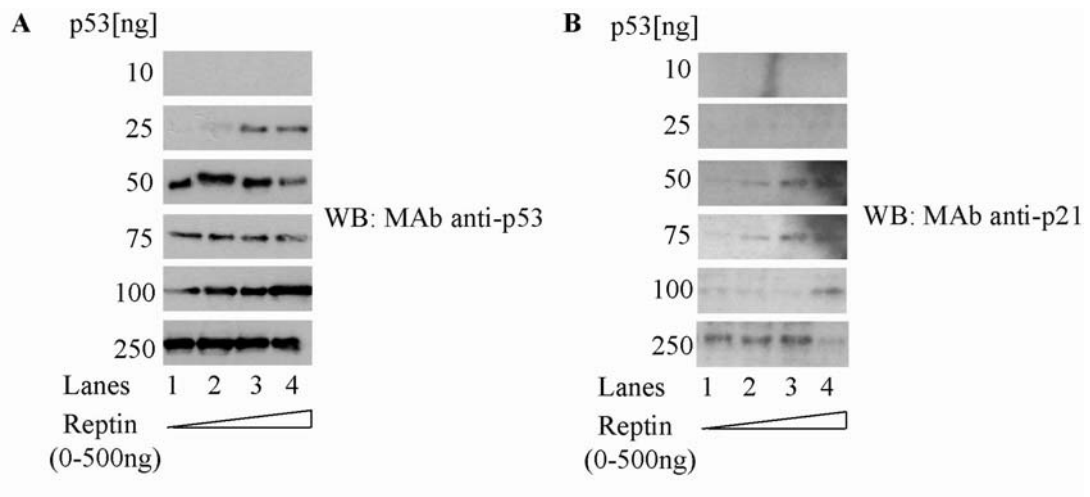 A p53[ng]
10
25
50
75
100
250
WB: MAb anti-p53
Lanes 1 2 3 4
Reptin
(0-500ng)
B p53[ng]
10
25
50
75
100
250
WB: MAb anti-p21
Lanes 1 2 3 4
Reptin
(0-500ng)